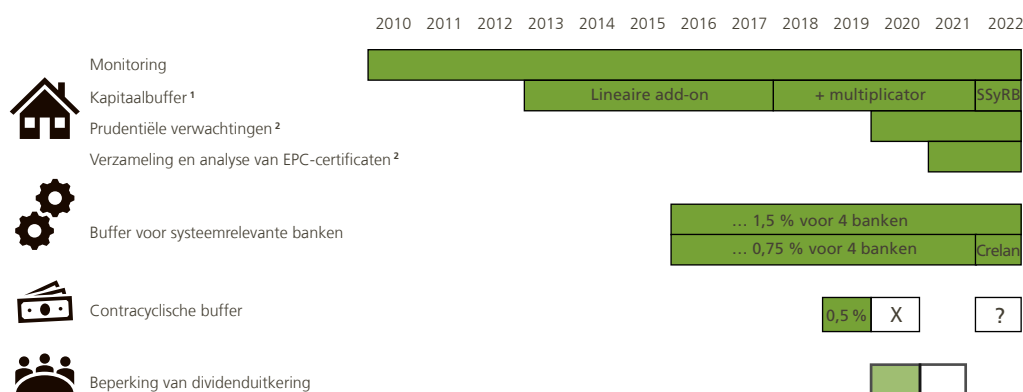 2010 2011 2012 2013 2014 2015 2016 2017 2018 2019 2020 2021 2022
Monitoring
Kapitaalbuffer ¹ Lineaire add-on + multiplicator SSyRB
Prudentiële verwachtingen ²
Verzameling en analyse van EPC-certificaten ²
… 1,5 % voor 4 banken
Buffer voor systeemrelevante banken
… 0,75 % voor 4 banken Crelan
Contracyclische buffer 0,5 % X ?
Beperking van dividenduitkering